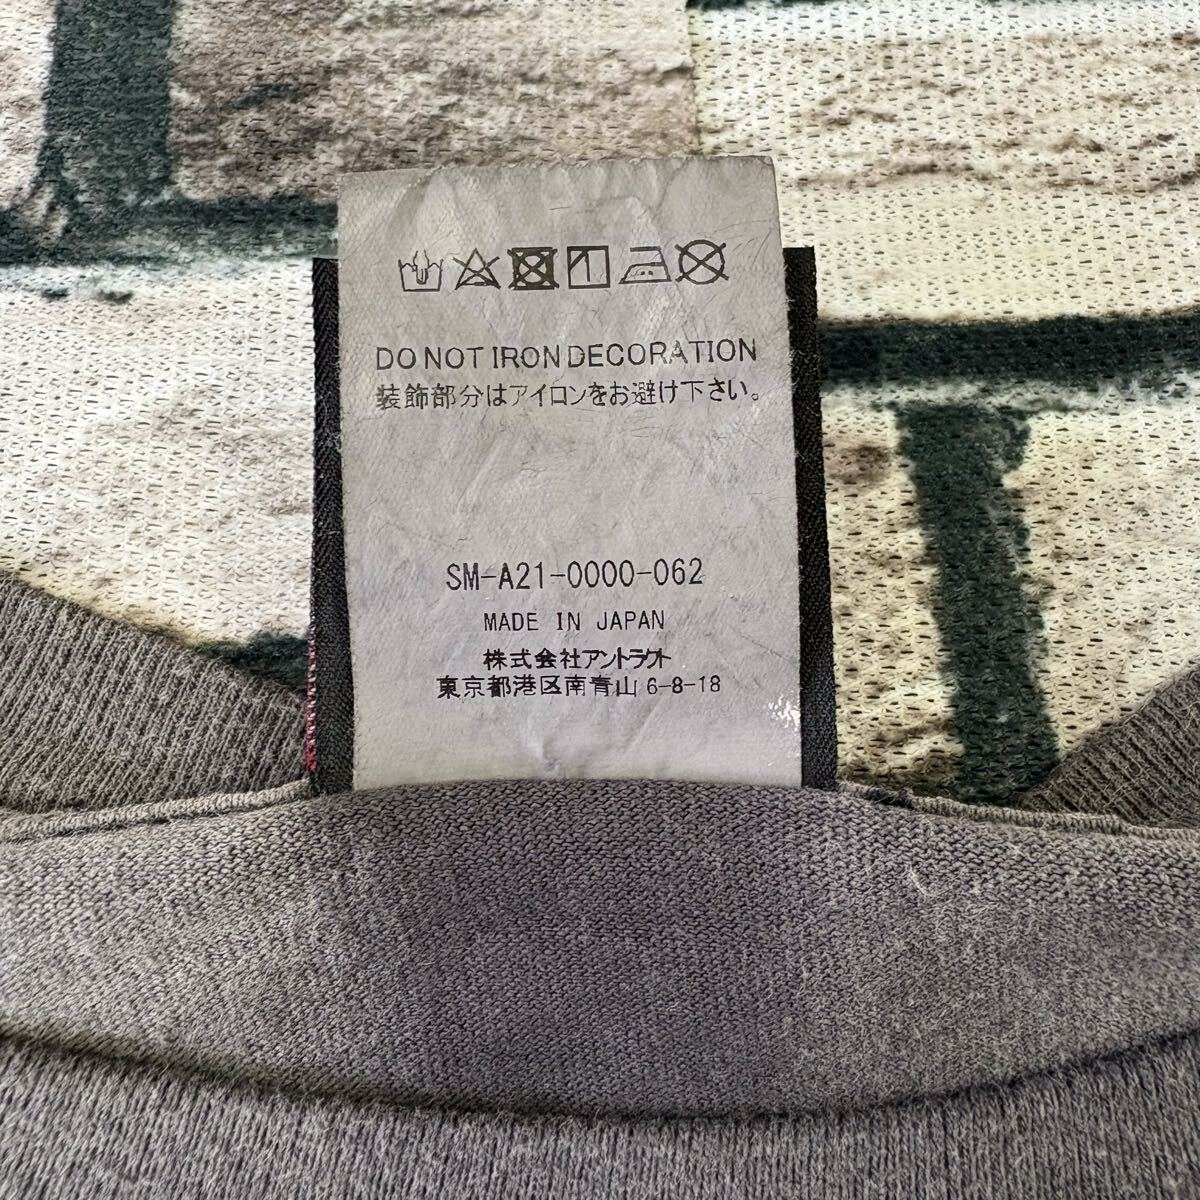 DO NOT IRON DECORATION
装飾部分はアイロンをお避け下さい。
SM-A21-0000-062
MADE IN JAPAN
株式会社アントラクト
東京都港区南青山 6-8-18